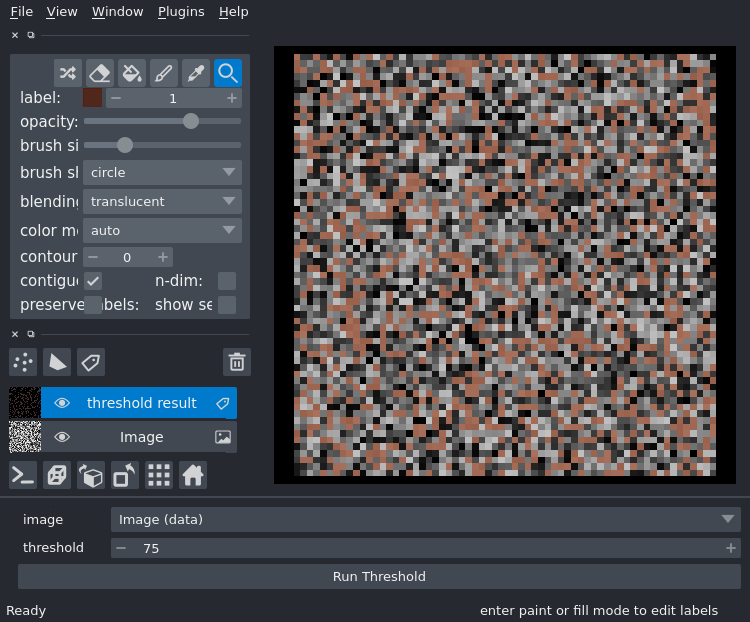 File View Window Plugins Help
label: 1
opacity:
brush si
brush sl circle
blending translucent
color m auto
contour 0
contigu n-dim:
preserve abels: show se
threshold result
Image
image Image (data)
threshold 75
Run Threshold
Ready enter paint or fill mode to edit labels